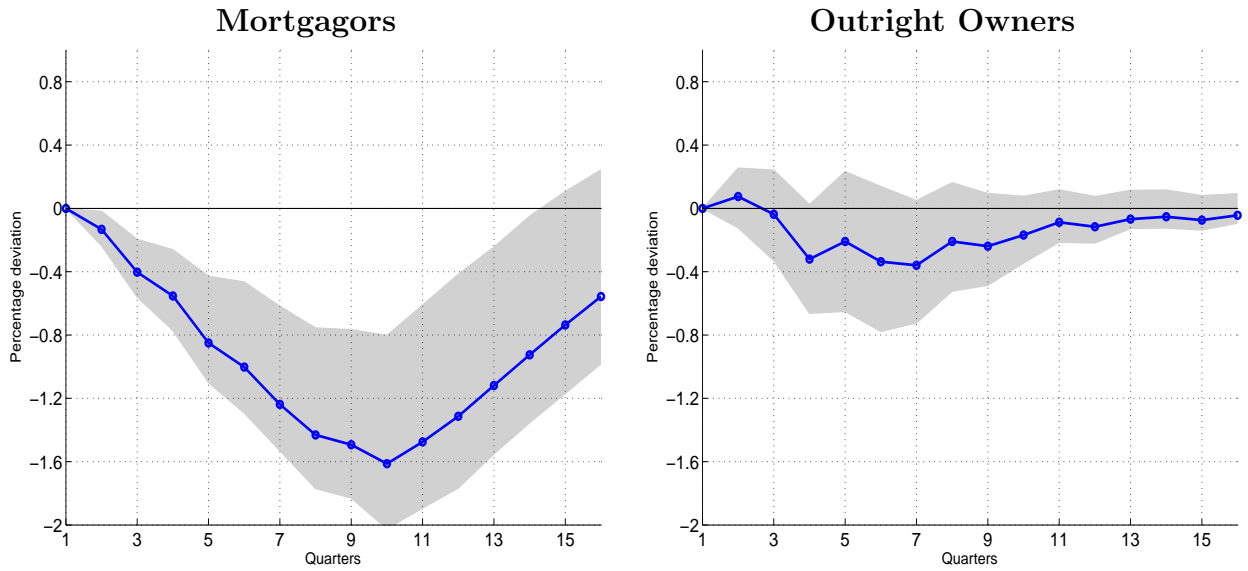 Mortgagors
Outright Owners
Percentage deviation
0.8
0.4
0
−0.4
−0.8
−1.2
−1.6
−2
1 3 5 7 9 11 13 15
Quarters
Percentage deviation
0.8
0.4
0
−0.4
−0.8
−1.2
−1.6
−2
1 3 5 7 9 11 13 15
Quarters